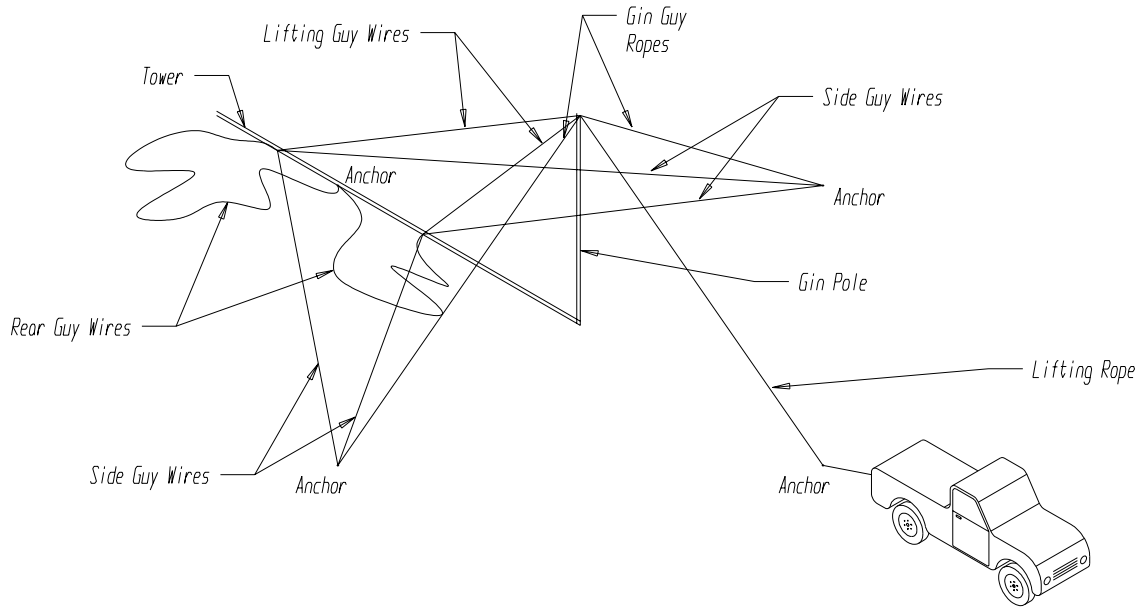 Gin Guy
Ropes
Lifting Guy Wires
Tower
Side Guy Wires
Anchor
Anchor
Gin Pole
Rear Guy Wires
Lifting Rope
Side Guy Wires
Anchor
Anchor